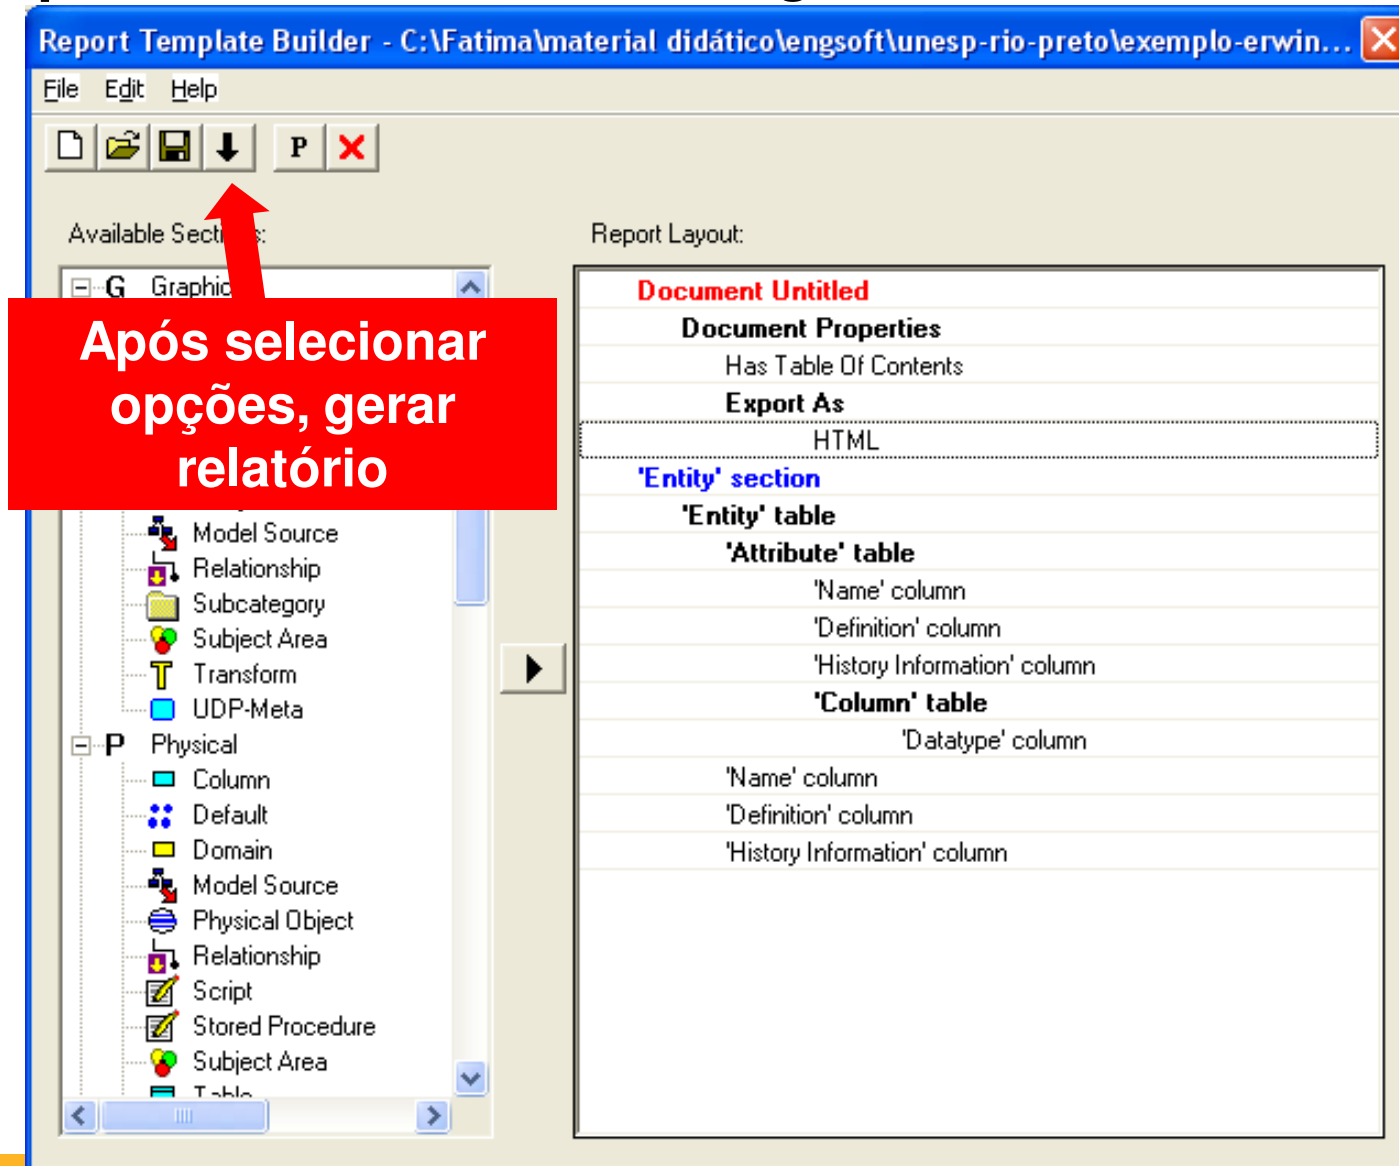 Report Template Builder - C:\Fatima\material didático\engsoft\unesp-rio-preto\exemplo-erwin...
File Edit Help
P
Available Sections:
Report Layout:
G Graphic
Após selecionar
opções, gerar
relatório
Model Source
Relationship
Subcategory
Subject Area
Transform
UDP-Meta
P Physical
Column
Default
Domain
Model Source
Physical Object
Relationship
Script
Stored Procedure
Subject Area
Table
Document Untitled
Document Properties
Has Table Of Contents
Export As
HTML
'Entity' section
'Entity' table
'Attribute' table
'Name' column
'Definition' column
'History Information' column
'Column' table
'Datatype' column
'Name' column
'Definition' column
'History Information' column